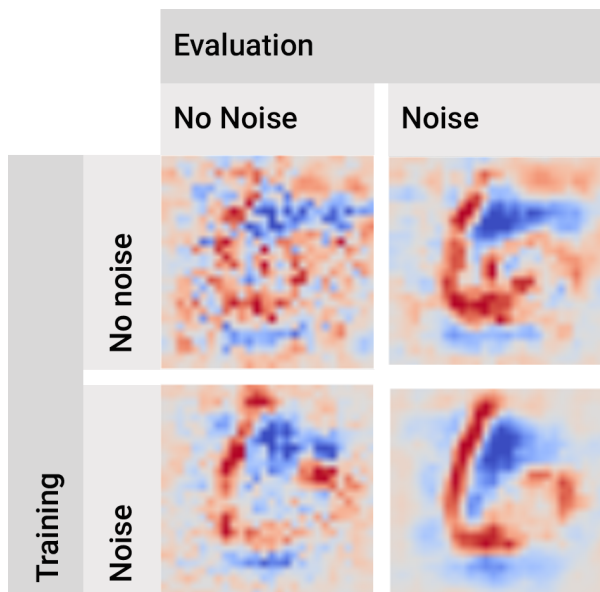 Evaluation
No Noise
Noise
Training
No noise
Noise